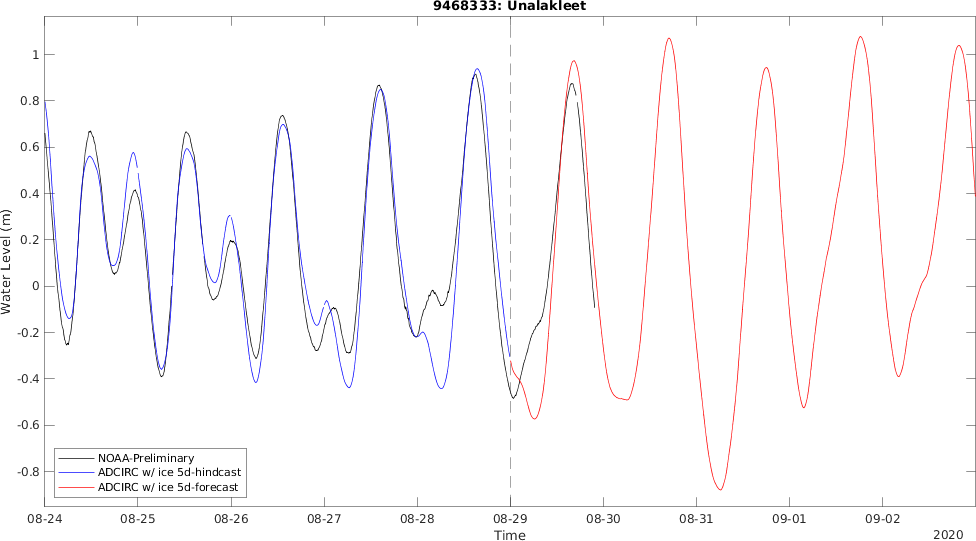 9468333: Unalakleet
Water Level (m)
1
0.8
0.6
0.4
0.2
0
-0.2
-0.4
-0.6
-0.8
NOAA-Preliminary
ADCIRC w/ ice 5d-hindcast
ADCIRC w/ ice 5d-forecast
08-24 08-25 08-26 08-27 08-28 08-29 08-30 08-31 09-01 09-02
Time
2020